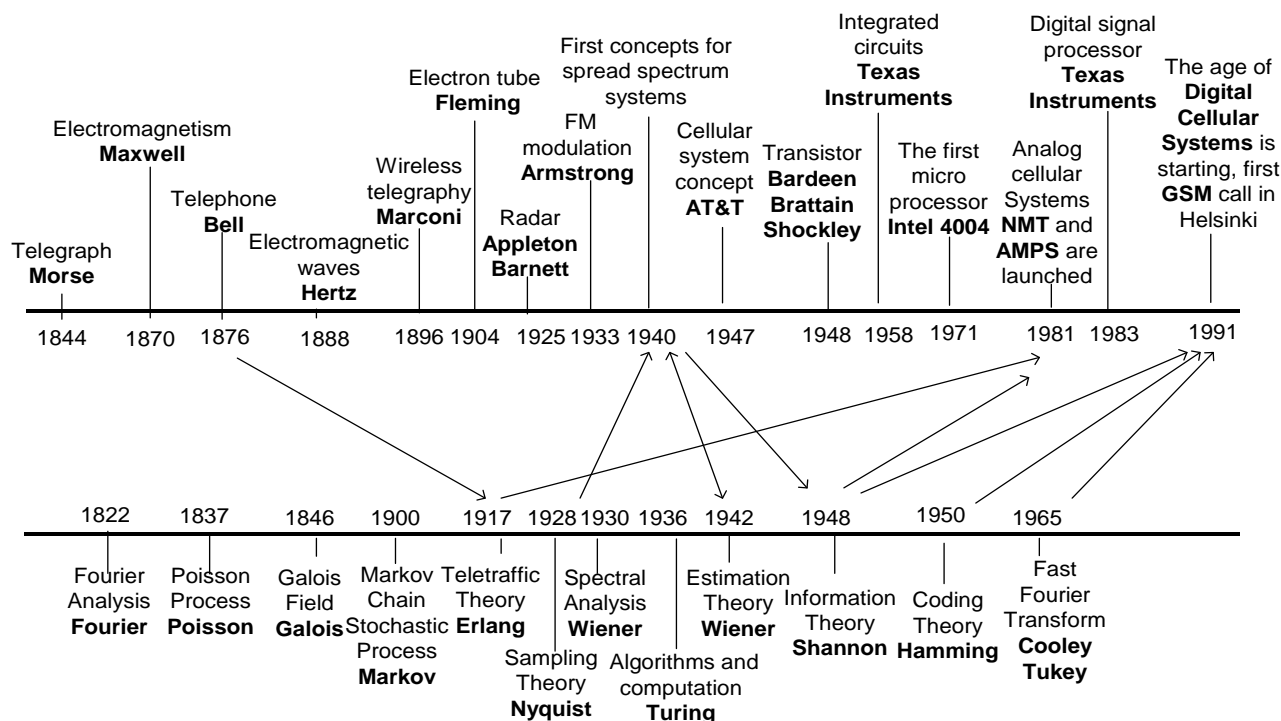 Telegraph
Morse
Electromagnetism
Maxwell
Telephone
Bell
Electromagnetic
waves
Hertz
Wireless
telegraphy
Marconi
Electron tube
Fleming
Radar
Appleton
Barnett
FM
modulation
Armstrong
First concepts for
spread spectrum
systems
Cellular
system
concept
AT&T
Transistor
Bardeen
Brattain
Shockley
Integrated
circuits
Texas
Instruments
The first
micro
processor
Intel 4004
Analog
cellular
Systems
NMT and
AMPS are
launched
Digital signal
processor
Texas
Instruments
The age of
Digital
Cellular
Systems is
starting, first
GSM call in
Helsinki
1844 1870 1876 1888 1896 1904 1925 1933 1940 1947 1948 1958 1971 1981 1983 1991
1822 1837 1846 1900 1917 1928 1930 1936 1942 1948 1950 1965
Fourier
Analysis
Fourier
Poisson
Process
Poisson
Galois
Field
Galois
Markov
Chain
Stochastic
Process
Markov
Teletraffic
Theory
Erlang
Sampling
Theory
Nyquist
Spectral
Analysis
Wiener
Algorithms and
computation
Turing
Estimation
Theory
Wiener
Information
Theory
Shannon
Coding
Theory
Hamming
Fast
Fourier
Transform
Cooley
Tukey